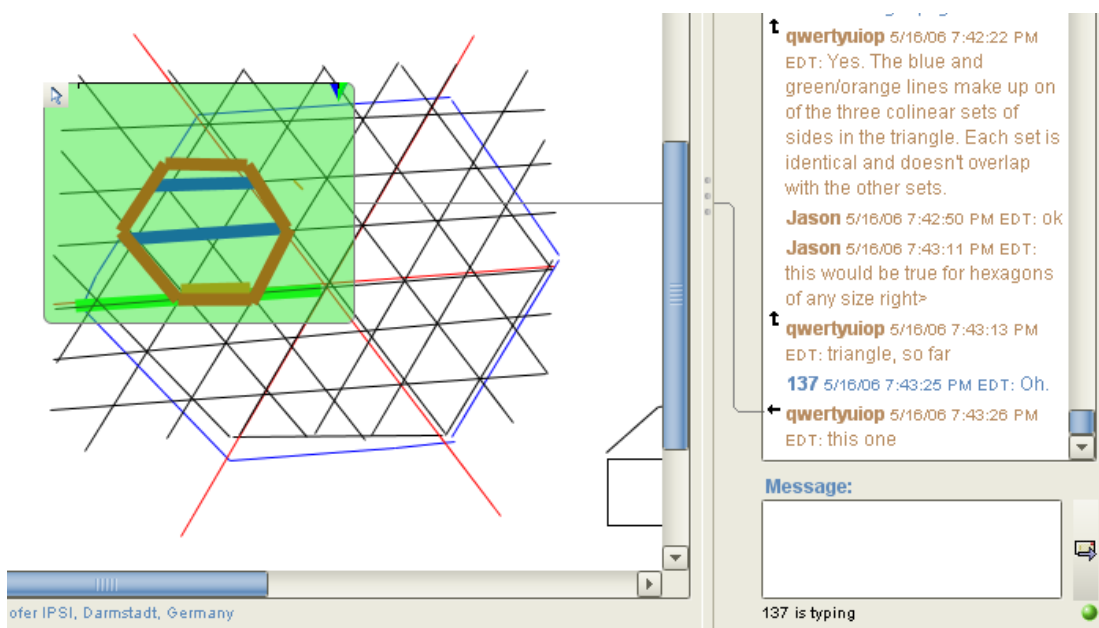 qwertyuiop 5/16/06 7:42:22 PM
EDT: Yes. The blue and
green/orange lines make up on
of the three colinear sets of
sides in the triangle. Each set is
identical and doesn't overlap
with the other sets.
Jason 5/16/06 7:42:50 PM EDT: ok
Jason 5/16/06 7:43:11 PM EDT:
this would be true for hexagons
of any size right>
qwertyuiop 5/16/06 7:43:13 PM
EDT: triangle, so far
137 5/16/06 7:43:25 PM EDT: Oh.
qwertyuiop 5/16/06 7:43:26 PM
EDT: this one
Message:
137 is typing
ofer IPSI, Darmstadt, Germany